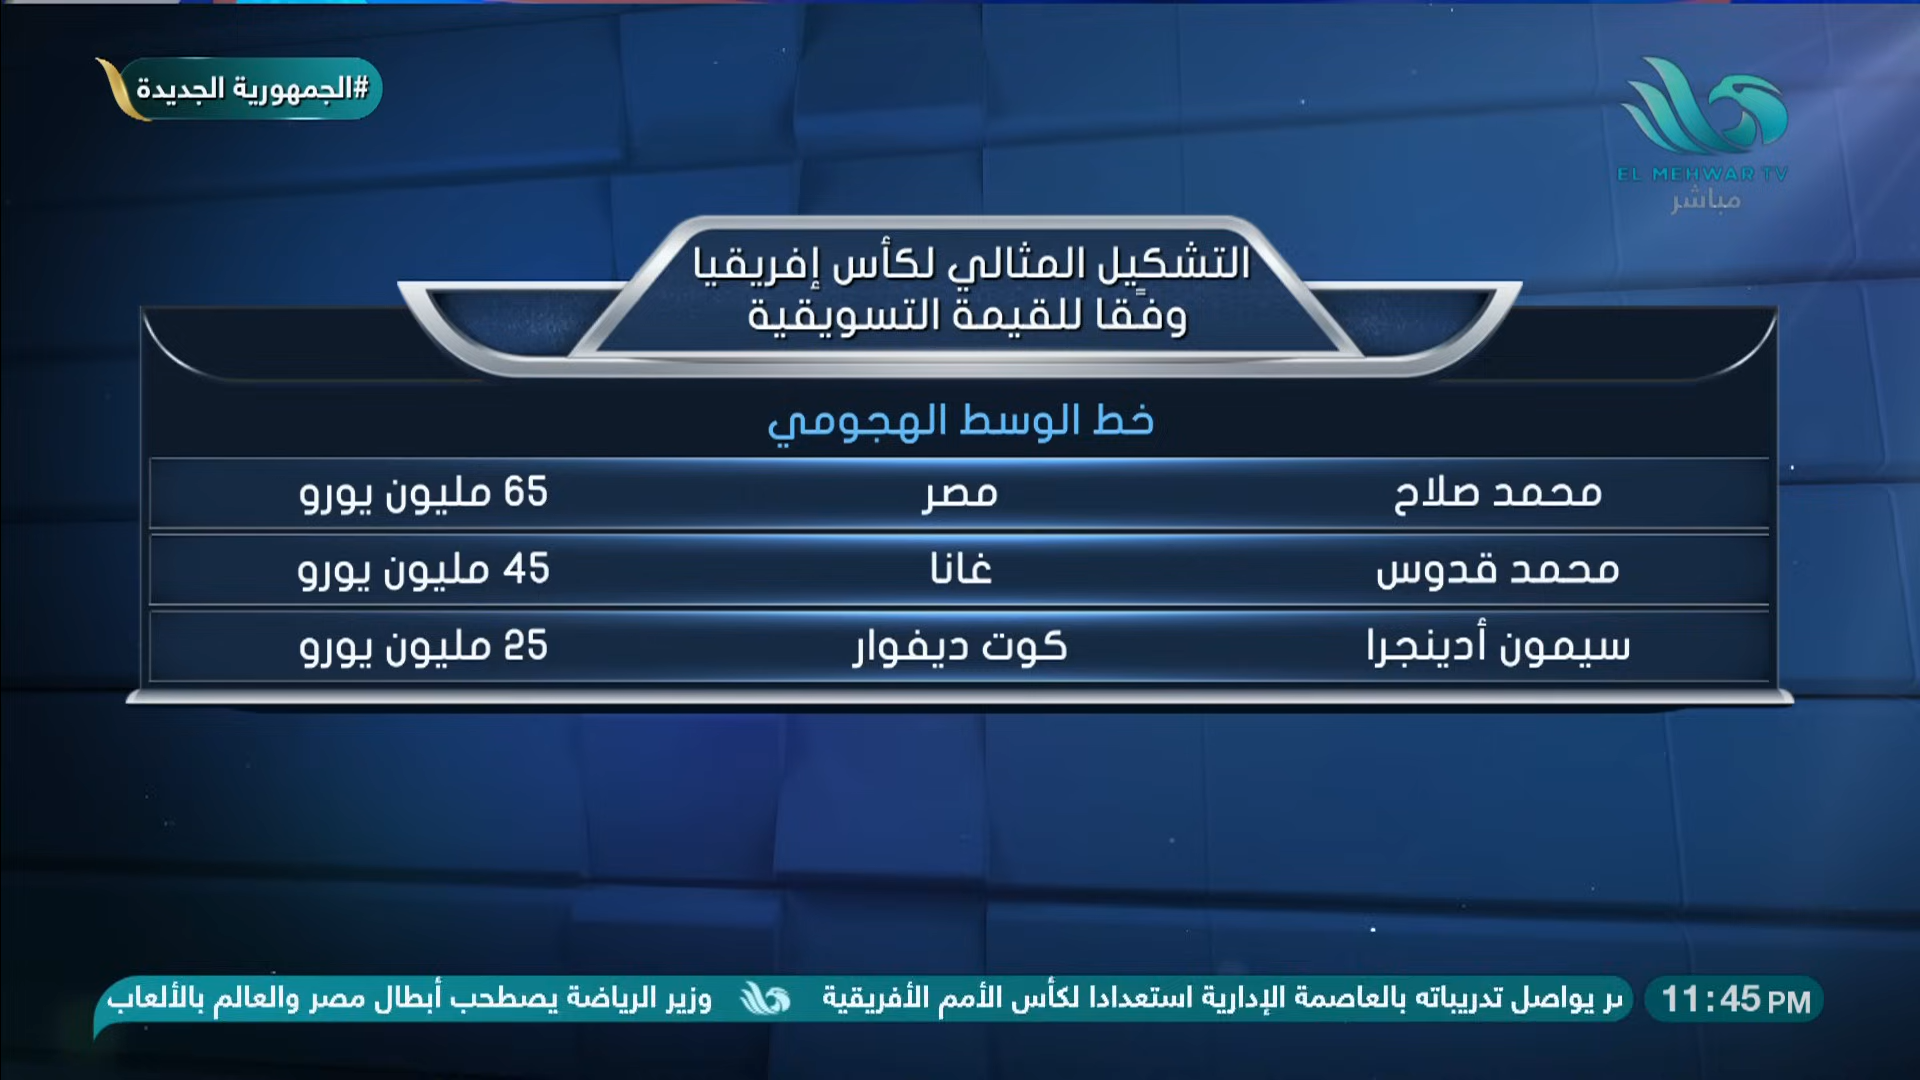 #الجمهورية الجديدة
EL MEHWAR TV
مباشر
التشكيل المثالي لكأس إفريقيا
وفقًا للقيمة التسويقية
خط الوسط الهجومي
محمد صلاح مصر 65 مليون يورو
محمد قدوس غانا 45 مليون يورو
سيمون أدينجرا كوت ديفوار 25 مليون يورو
11:45 PM
يواصل تدريباته بالعاصمة الإدارية استعدادا لكأس الأمم الأفريقية وزير الرياضة يصطحب أبطال مصر والعالم بالألعاب